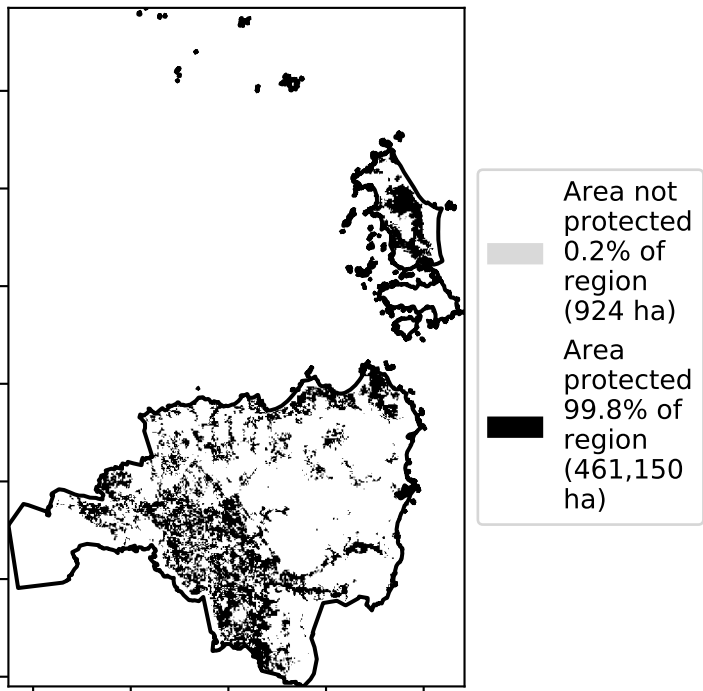 Area not
protected
0.2% of
region
(924 ha)
Area
protected
99.8% of
region
(461,150
ha)